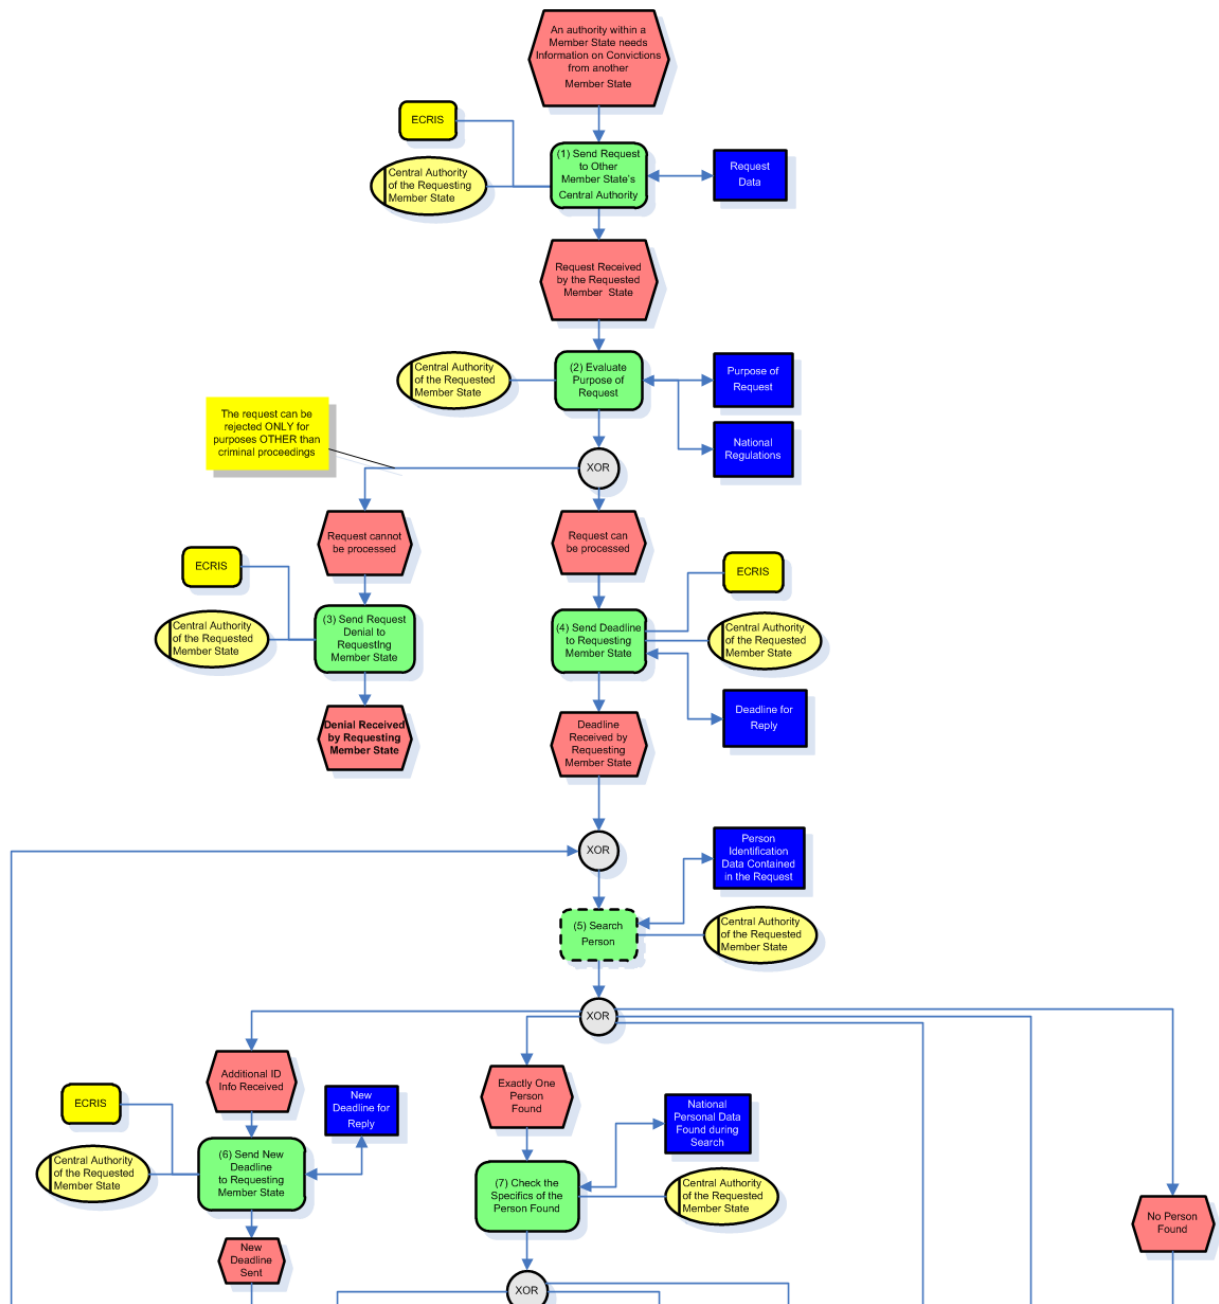 An authority within a
Member State needs
Information on Convictions
from another
Member State
ECRIS
(1) Send Request
to Other
Member State's
Central Authority
Central Authority
of the Requesting
Member State
Request
Data
Request Received
by the Requested
Member State
(2) Evaluate
Purpose of
Request
Central Authority
of the Requested
Member State
Purpose of
Request
National
Regulations
The request can be
rejected ONLY for
purposes OTHER than
criminal proceedings
XOR
Request cannot
be processed
Request can
be processed
ECRIS
Central Authority
of the Requested
Member State
(3) Send Request
Denial to
Requesting
Member State
(4) Send Deadline
to Requesting
Member State
ECRIS
Central Authority
of the Requested
Member State
Deadline for
Reply
Denial Received
by Requesting
Member State
Deadline
Received by
Requesting
Member State
XOR
Person
Identification
Data Contained
in the Request
(5) Search
Person
Central Authority
of the Requested
Member State
XOR
Additional ID
Info Received
Exactly One
Person
Found
ECRIS
New
Deadline for
Reply
National
Personal Data
Found during
Search
Central Authority
of the Requested
Member State
(6) Send New
Deadline
to Requesting
Member State
(7) Check the
Specifics of the
Person Found
Central Authority
of the Requested
Member State
No Person
Found
New
Deadline
Sent
XOR